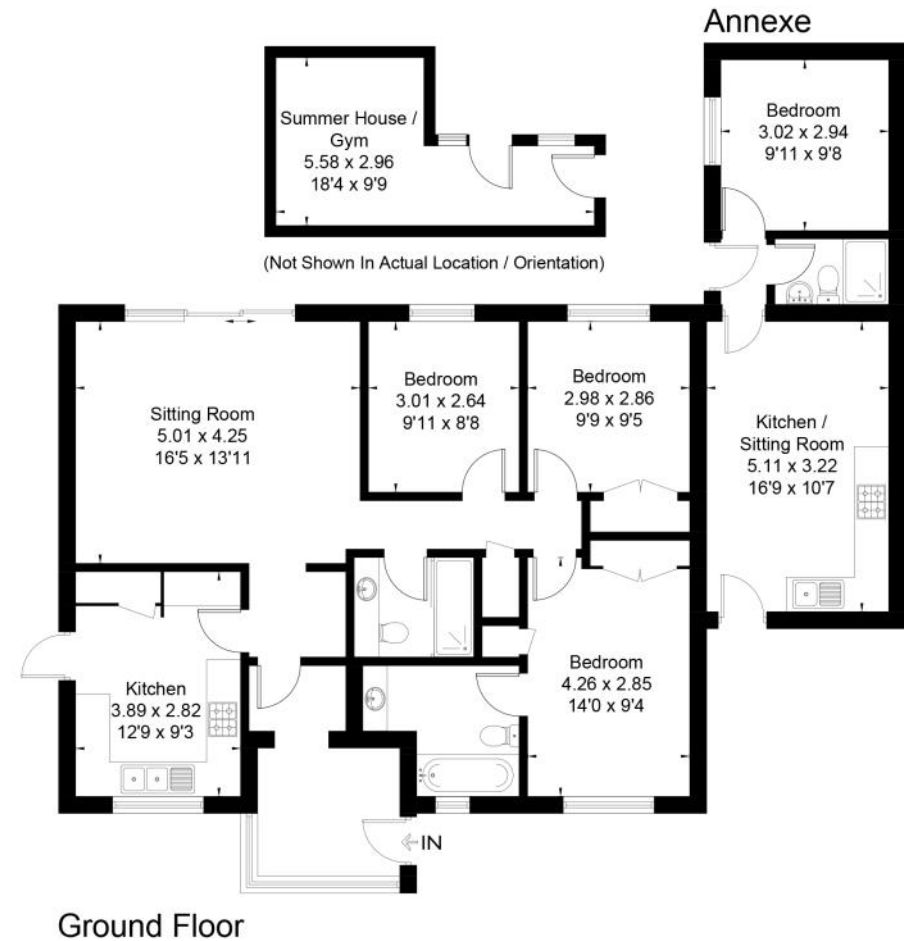 Annexe
Summer House /
Gym
5.58 x 2.96
18'4 x 9'9
Bedroom
3.02 x 2.94
9'11 x 9'8
(Not Shown In Actual Location / Orientation)
Sitting Room
5.01 x 4.25
16'5 x 13'11
Bedroom
3.01 x 2.64
9'11 x 8'8
Bedroom
2.98 x 2.86
9'9 x 9'5
Kitchen /
Sitting Room
5.11 x 3.22
16'9 x 10'7
Kitchen
3.89 x 2.82
12'9 x 9'3
Bedroom
4.26 x 2.85
14'0 x 9'4
IN
Ground Floor